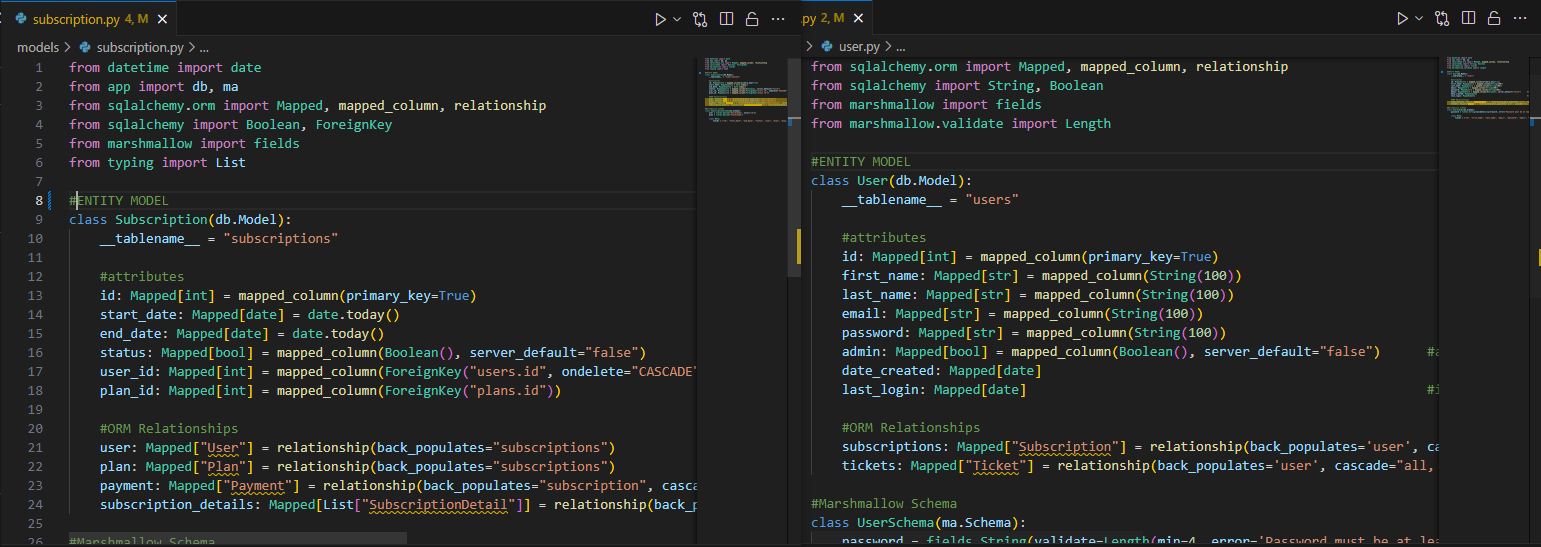 subscription.py 4, M
models > subscription.py > ...
1 from datetime import date
2 from app import db, ma
3 from sqlalchemy.orm import Mapped, mapped_column, relationship
4 from sqlalchemy import Boolean, ForeignKey
5 from marshmallow import fields
6 from typing import List
7
8 #ENTITY MODEL
9 class Subscription(db.Model):
10 __tablename__ = "subscriptions"
11
12 #attributes
13 id: Mapped[int] = mapped_column(primary_key=True)
14 start_date: Mapped[date] = date.today()
15 end_date: Mapped[date] = date.today()
16 status: Mapped[bool] = mapped_column(Boolean(), server_default="false")
17 user_id: Mapped[int] = mapped_column(ForeignKey("users.id", ondelete="CASCADE"
18 plan_id: Mapped[int] = mapped_column(ForeignKey("plans.id"))
19
20 #ORM Relationships
21 user: Mapped["User"] = relationship(back_populates="subscriptions")
22 plan: Mapped["Plan"] = relationship(back_populates="subscriptions")
23 payment: Mapped["Payment"] = relationship(back_populates="subscription", casca
24 subscription_details: Mapped[List["SubscriptionDetail"]] = relationship(back_p
25
26 #Marshmallow Schema
.py 2, M
> user.py > ...
from sqlalchemy.orm import Mapped, mapped_column, relationship
from sqlalchemy import String, Boolean
from marshmallow import fields
from marshmallow.validate import Length
#ENTITY MODEL
class User(db.Model):
__tablename__ = "users"
#attributes
id: Mapped[int] = mapped_column(primary_key=True)
first_name: Mapped[str] = mapped_column(String(100))
last_name: Mapped[str] = mapped_column(String(100))
email: Mapped[str] = mapped_column(String(100))
password: Mapped[str] = mapped_column(String(100))
admin: Mapped[bool] = mapped_column(Boolean(), server_default="false") #a
date_created: Mapped[date]
last_login: Mapped[date] #i
#ORM Relationships
subscriptions: Mapped["Subscription"] = relationship(back_populates='user', ca
tickets: Mapped["Ticket"] = relationship(back_populates='user', cascade="all,
#Marshmallow Schema
class UserSchema(ma.Schema):
password = fields.String(validate=Length(min=4, error='Password must be at lea